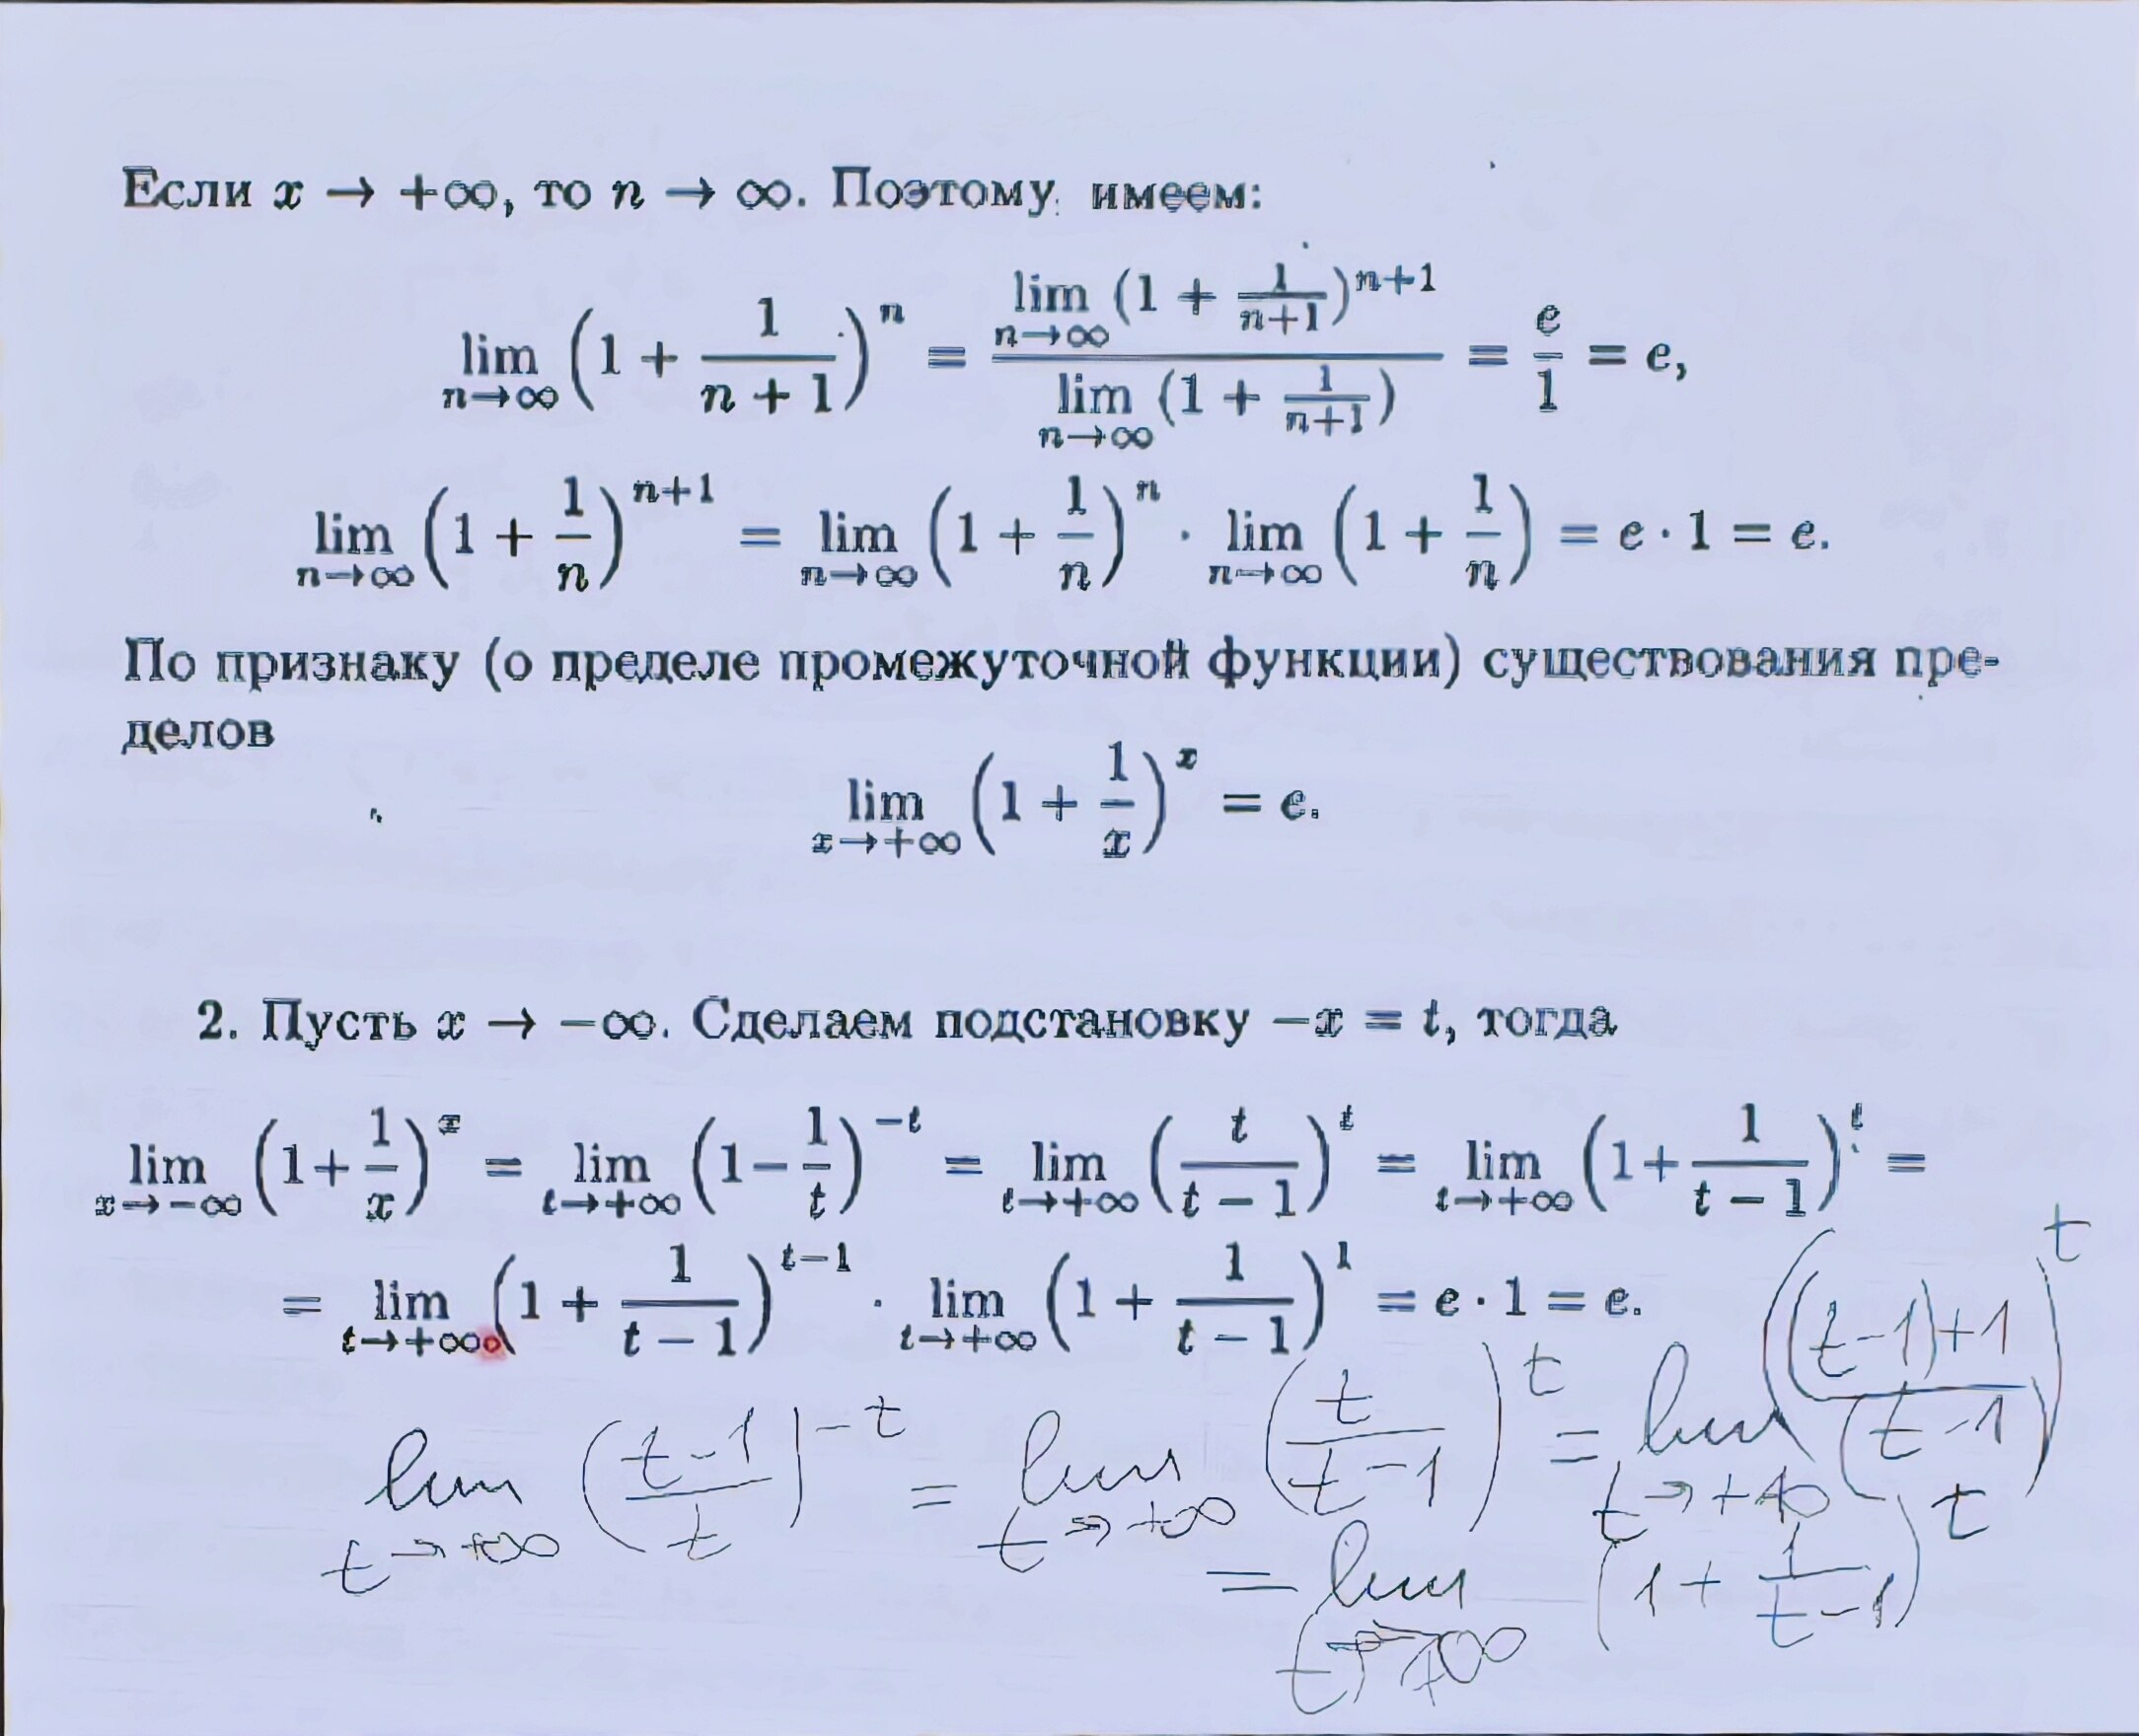 Если x → +∞, то n → ∞. Поэтому имеем:
lim_{n→∞} (1 + 1/(n+1))^n = lim_{n→∞} (1 + 1/(n+1))^{n+1} / lim_{n→∞} (1 + 1/(n+1)) = e/1 = e,
lim_{n→∞} (1 + 1/n)^{n+1} = lim_{n→∞} (1 + 1/n)^n · lim_{n→∞} (1 + 1/n) = e · 1 = e.
По признаку (о пределе промежуточной функции) существования пре-
делов
lim_{x→+∞} (1 + 1/x)^x = e.
2. Пусть x → −∞. Сделаем подстановку −x = t, тогда
lim_{x→−∞} (1 + 1/x)^x = lim_{t→+∞} (1 − 1/t)^{−t} = lim_{t→+∞} (t/(t − 1))^t = lim_{t→+∞} (1 + 1/(t − 1))^t =
= lim_{t→+∞} (1 + 1/(t − 1))^{t−1} · lim_{t→+∞} (1 + 1/(t − 1))^1 = e · 1 = e.
lim_{t→+∞} ((t−1)/t)^{−t} = lim_{t→+∞} (t/(t−1))^t = lim_{t→+∞} (((t−1)+1)/(t−1))^t
= lim_{t→+∞} (1 + 1/(t−1))^t